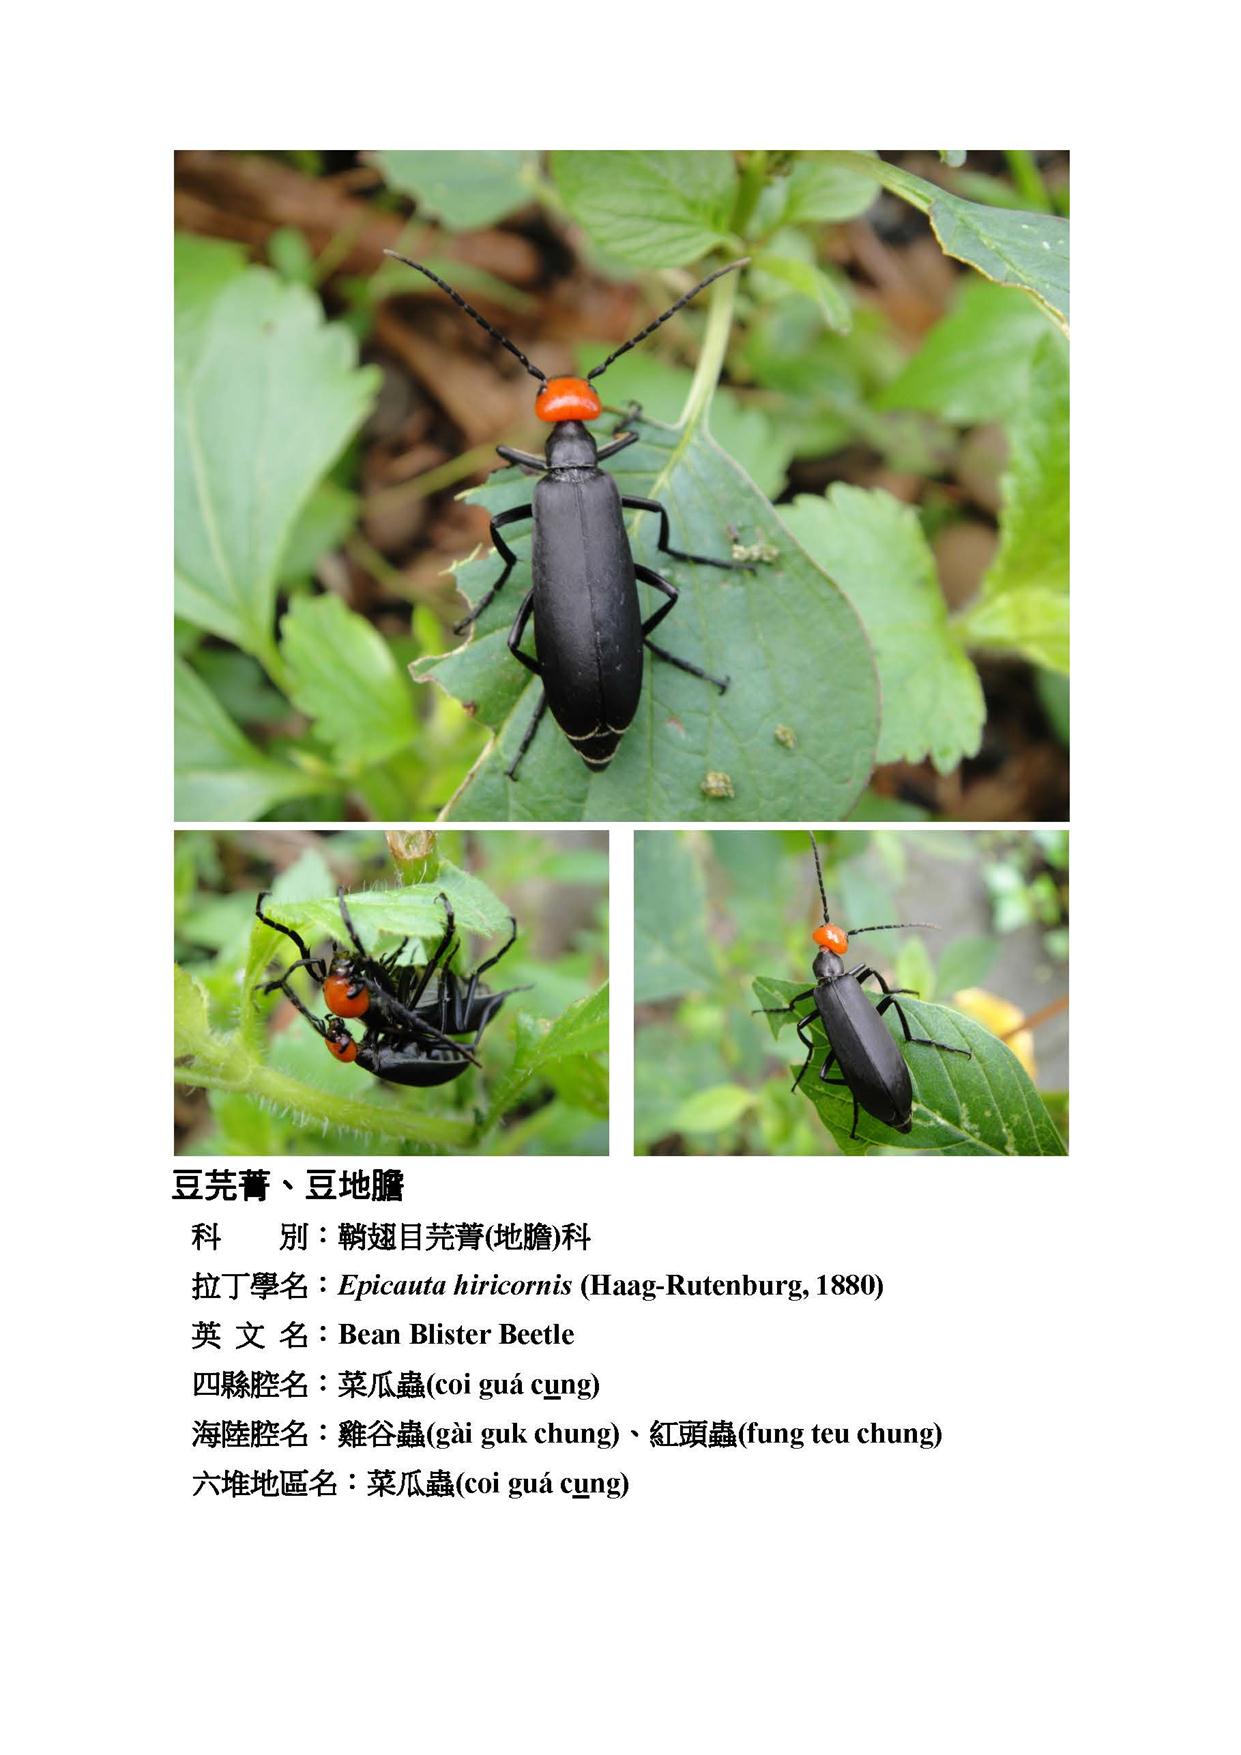 豆芫菁、豆地膽
科　　別：鞘翅目芫菁(地膽)科
拉丁學名：Epicauta hiricornis (Haag-Rutenburg, 1880)
英 文 名：Bean Blister Beetle
四縣腔名：菜瓜蟲(coi guá cung)
海陸腔名：雞谷蟲(gài guk chung)、紅頭蟲(fung teu chung)
六堆地區名：菜瓜蟲(coi guá cung)